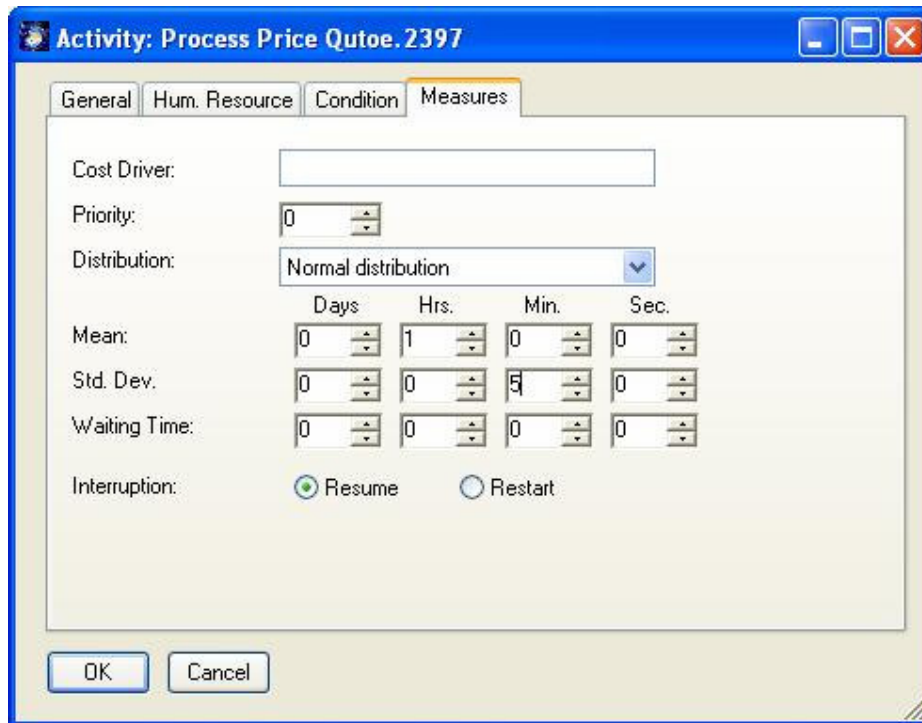 Activity: Process Price Qutoe.2397
General Hum. Resource Condition Measures
Cost Driver:
Priority: 0
Distribution: Normal distribution
Days Hrs. Min. Sec.
Mean: 0 1 0 0
Std. Dev. 0 0 5 0
Waiting Time: 0 0 0 0
Interruption: Resume Restart
OK Cancel